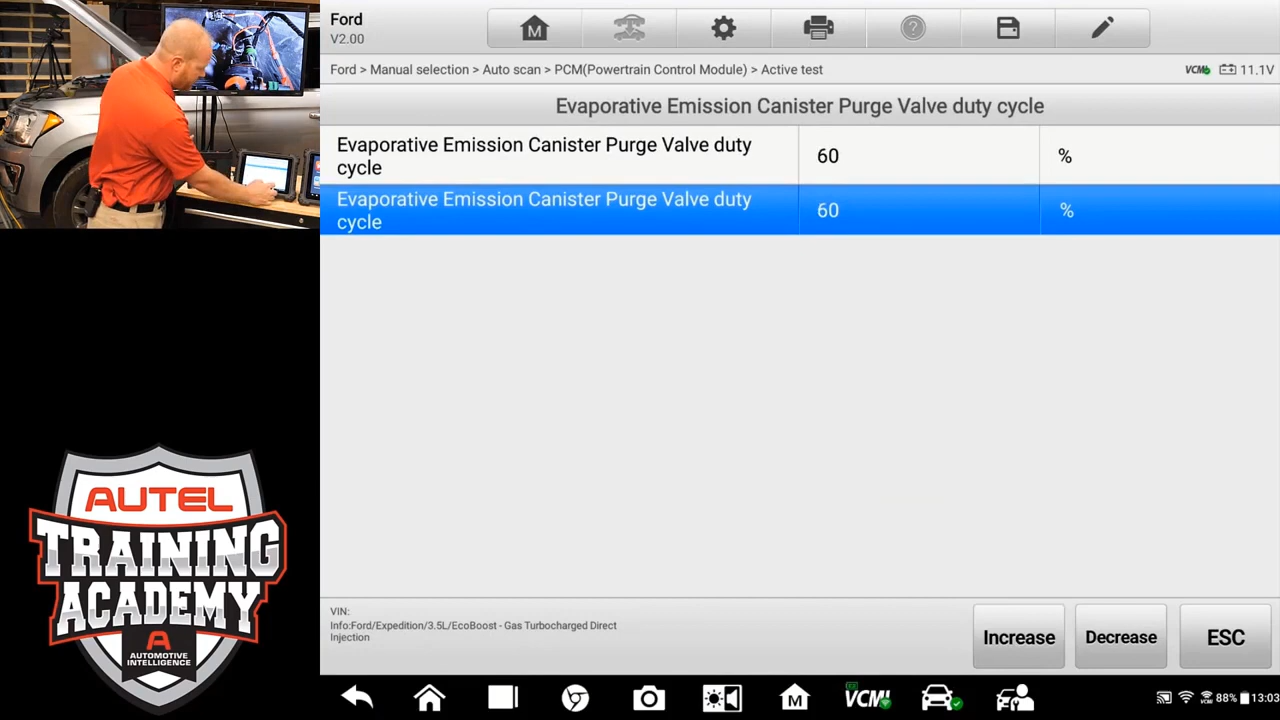 Ford
V2.00
M
Ford > Manual selection > Auto scan > PCM(Powertrain Control Module) > Active test
VCMI
11.1V
Evaporative Emission Canister Purge Valve duty cycle
Evaporative Emission Canister Purge Valve duty
cycle
60
%
Evaporative Emission Canister Purge Valve duty
cycle
60
%
VIN:
Info:Ford/Expedition/3.5L/EcoBoost - Gas Turbocharged Direct
Injection
Increase
Decrease
ESC
AUTEL
TRAINING
ACADEMY
A
AUTOMOTIVE
INTELLIGENCE
M
VCMI
VCMI
88%
13:03